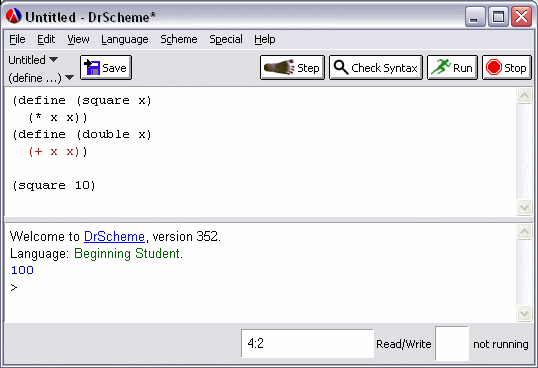 Untitled - DrScheme*
File Edit View Language Scheme Special Help
Untitled
(define ...)
Save
Step
Check Syntax
Run
Stop
(define (square x)
  (* x x))
(define (double x)
  (+ x x))
(square 10)
Welcome to DrScheme, version 352.
Language: Beginning Student.
100
>
4:2
Read/Write
not running